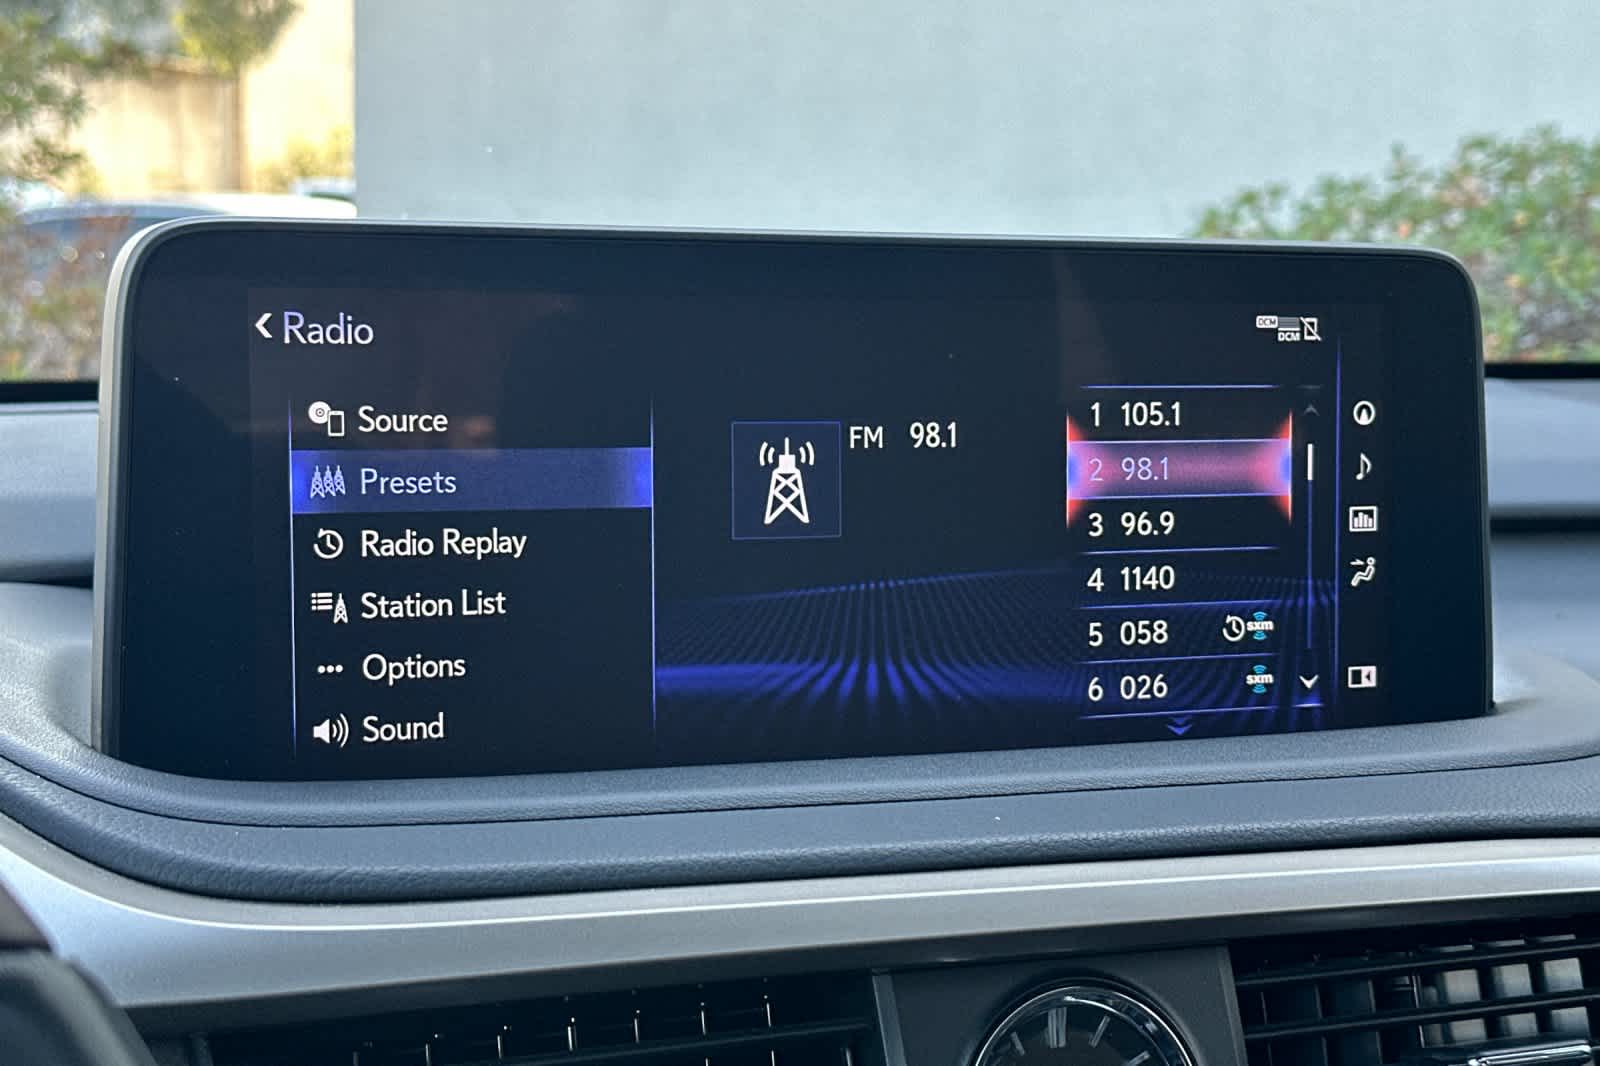 Radio
DCM
DCM
Source
Presets
Radio Replay
Station List
Options
Sound
FM 98.1
1 105.1
2 98.1
3 96.9
4 1140
5 058 sxm
6 026 sxm